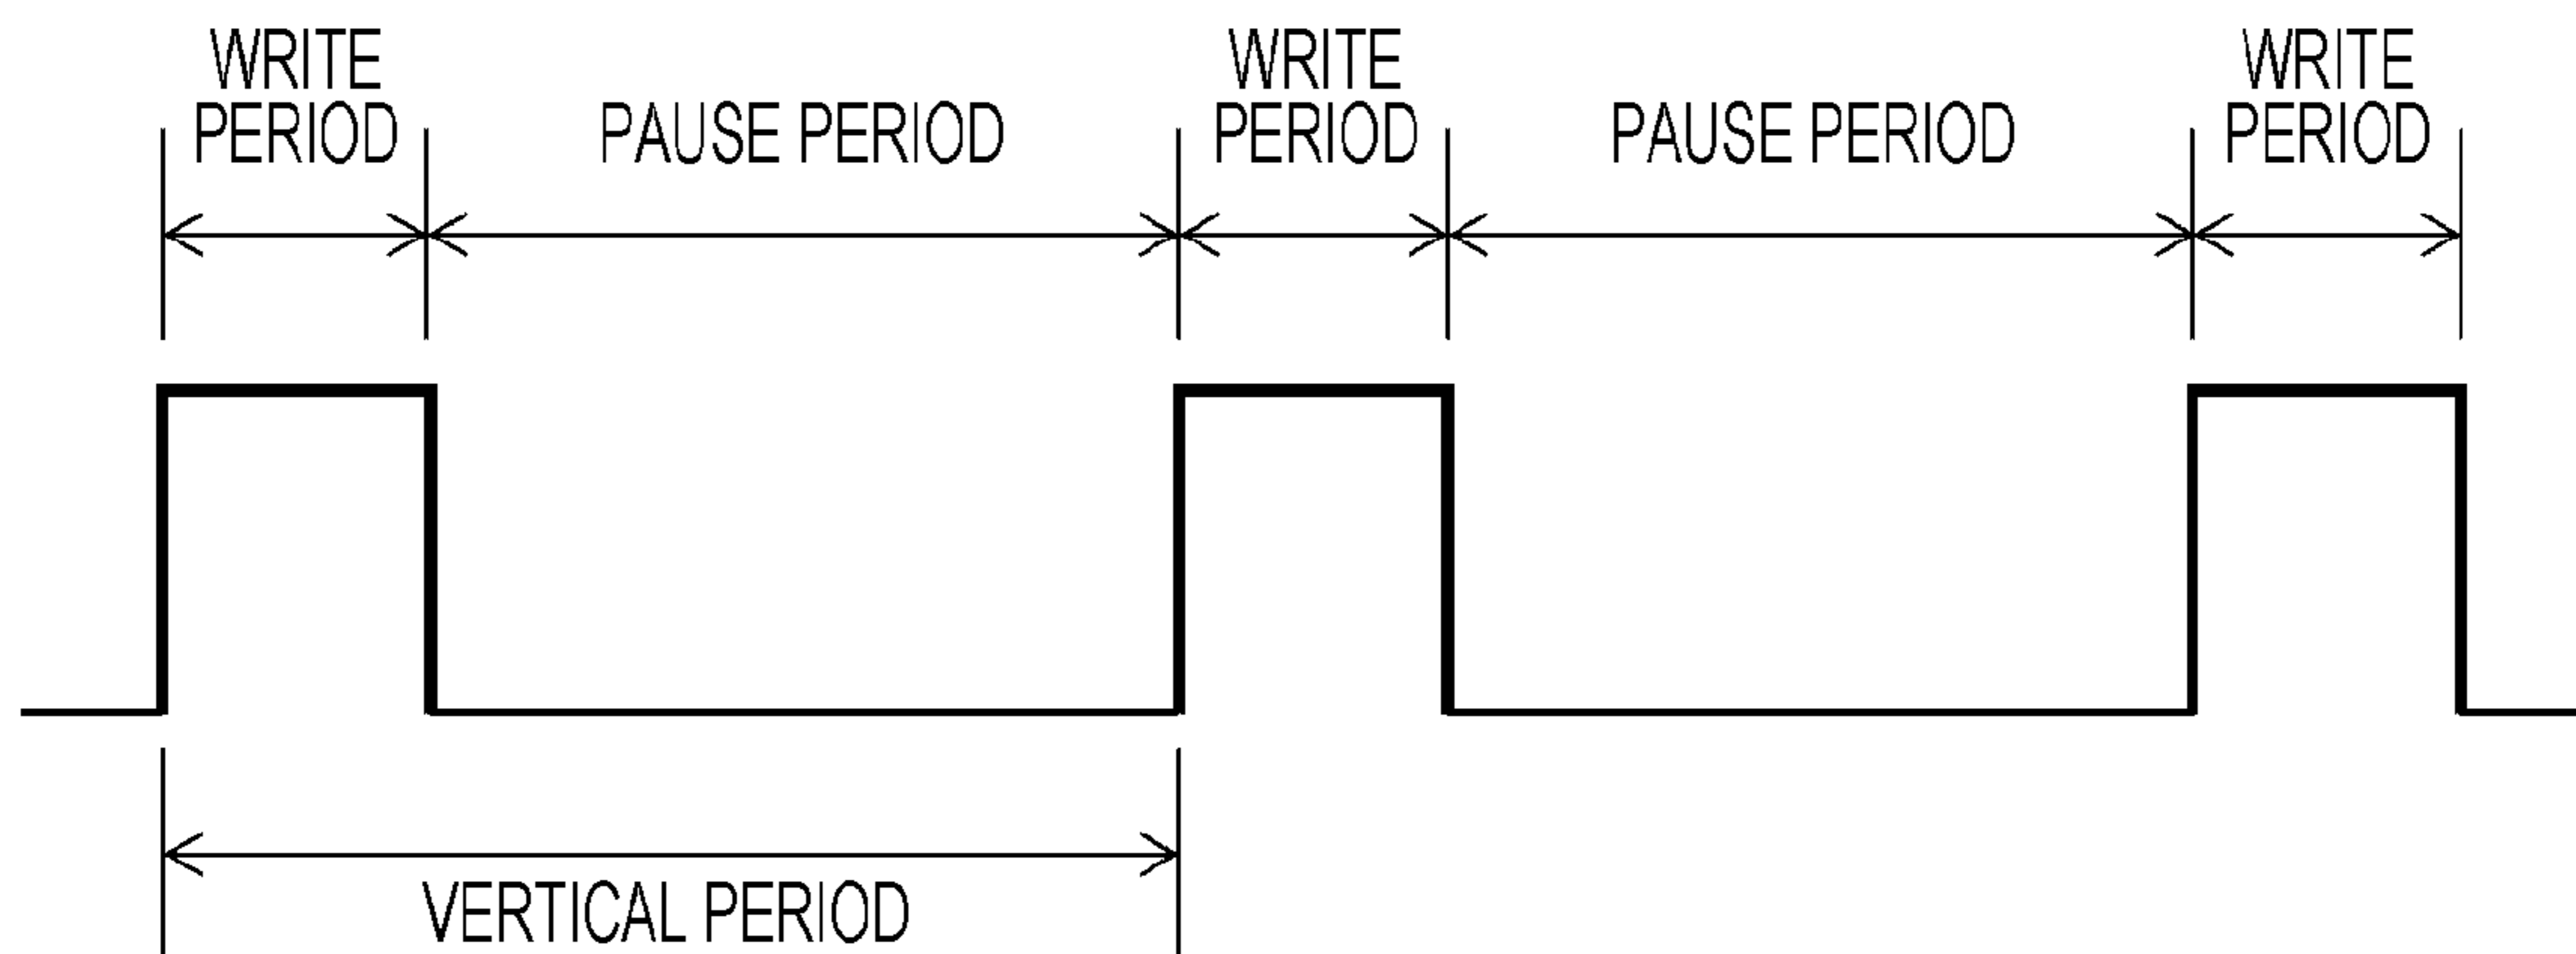 WRITE
PERIOD
PAUSE PERIOD
WRITE
PERIOD
PAUSE PERIOD
WRITE
PERIOD
VERTICAL PERIOD